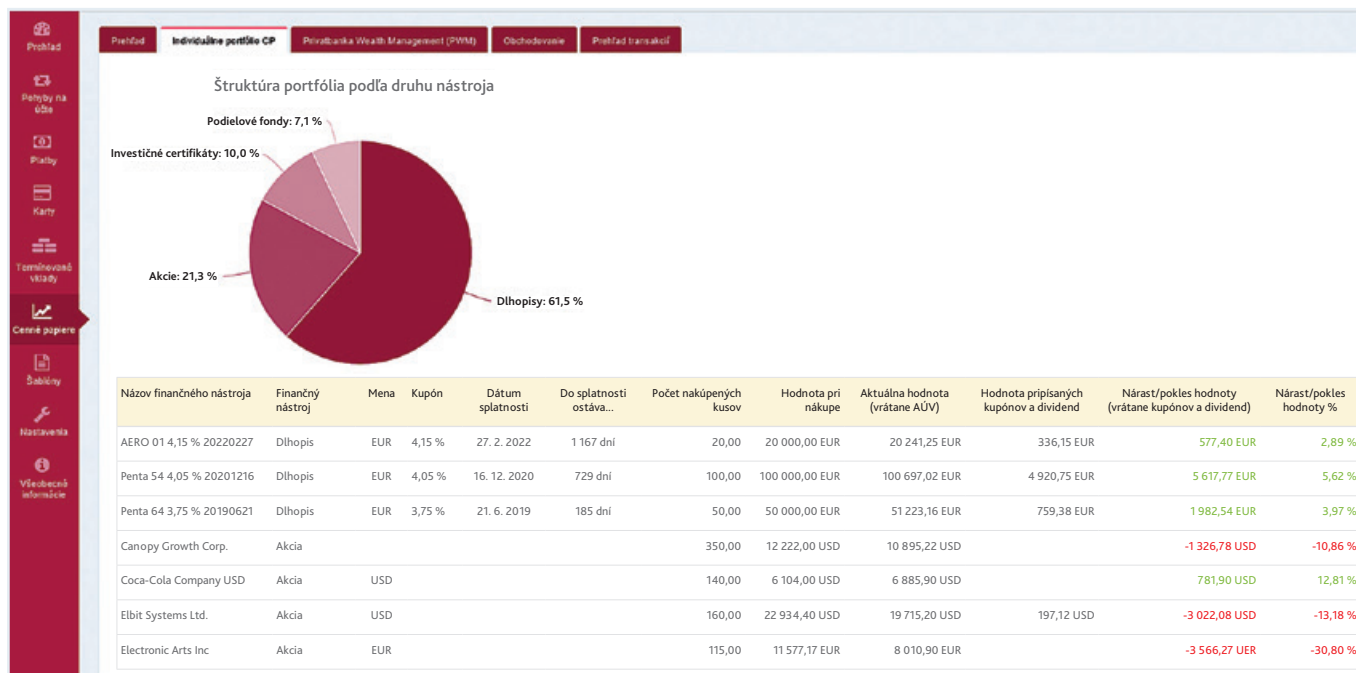 Prehľad
Pohyby na
účte
Platby
Karty
Termínované
vklady
Cenné papiere
Šablóny
Nastavenia
Všeobecné
informácie
Prehľad Individuálne portfólio CP Privatbanka Wealth Management (PWM) Obchodovanie Prehľad transakcií
Štruktúra portfólia podľa druhu nástroja
Podielové fondy: 7,1 %
Investičné certifikáty: 10,0 %
Akcie: 21,3 %
Dlhopisy: 61,5 %
Názov finančného nástroja Finančný Mena Kupón Dátum Do splatnosti Počet nakúpených Hodnota pri Aktuálna hodnota Hodnota pripísaných Nárast/pokles hodnoty Nárast/pokles
nástroj splatnosti ostáva... kusov nákupe (vrátane AÚV) kupónov a dividend (vrátane kupónov a dividend) hodnoty %
AERO 01 4,15 % 20220227 Dlhopis EUR 4,15 % 27. 2. 2022 1 167 dní 20,00 20 000,00 EUR 20 241,25 EUR 336,15 EUR 577,40 EUR 2,89 %
Penta 54 4,05 % 20201216 Dlhopis EUR 4,05 % 16. 12. 2020 729 dní 100,00 100 000,00 EUR 100 697,02 EUR 4 920,75 EUR 5 617,77 EUR 5,62 %
Penta 64 3,75 % 20190621 Dlhopis EUR 3,75 % 21. 6. 2019 185 dní 50,00 50 000,00 EUR 51 223,16 EUR 759,38 EUR 1 982,54 EUR 3,97 %
Canopy Growth Corp. Akcia 350,00 12 222,00 USD 10 895,22 USD -1 326,78 USD -10,86 %
Coca-Cola Company USD Akcia USD 140,00 6 104,00 USD 6 885,90 USD 781,90 USD 12,81 %
Elbit Systems Ltd. Akcia USD 160,00 22 934,40 USD 19 715,20 USD 197,12 USD -3 022,08 USD -13,18 %
Electronic Arts Inc Akcia EUR 115,00 11 577,17 EUR 8 010,90 EUR -3 566,27 UER -30,80 %